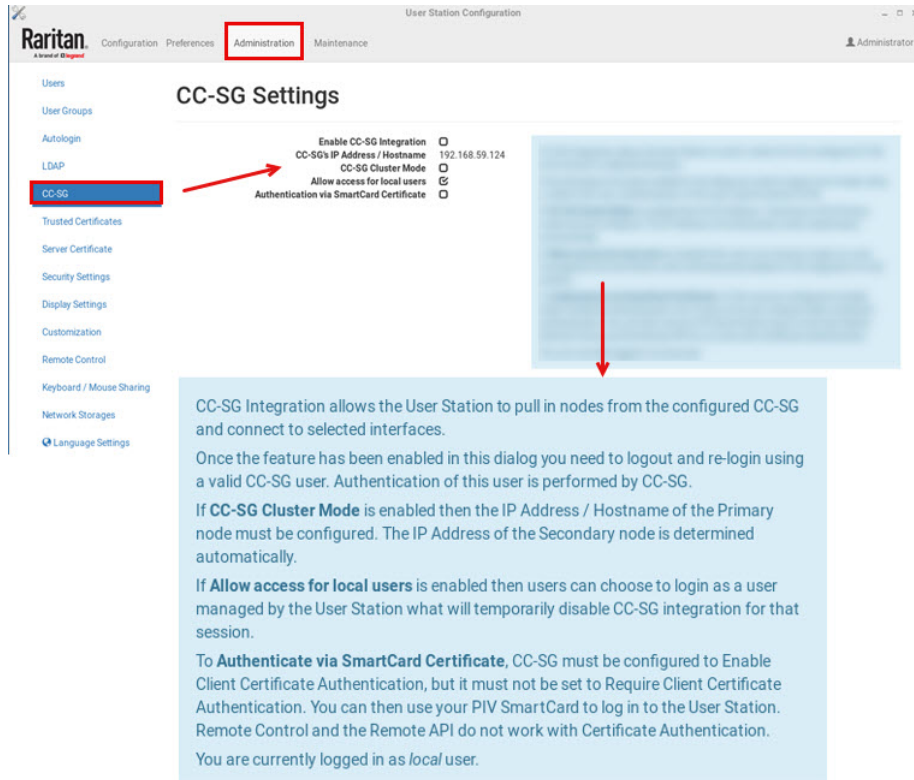 User Station Configuration
Raritan.
A brand of legrand
Configuration Preferences Administration Maintenance
Administrator
Users
User Groups
Autologin
LDAP
CC-SG
Trusted Certificates
Server Certificate
Security Settings
Display Settings
Customization
Remote Control
Keyboard / Mouse Sharing
Network Storages
Language Settings
CC-SG Settings
Enable CC-SG Integration
CC-SG's IP Address / Hostname 192.168.59.124
CC-SG Cluster Mode
Allow access for local users
Authentication via SmartCard Certificate
CC-SG Integration allows the User Station to pull in nodes from the configured CC-SG
and connect to selected interfaces.
Once the feature has been enabled in this dialog you need to logout and re-login using
a valid CC-SG user. Authentication of this user is performed by CC-SG.
If CC-SG Cluster Mode is enabled then the IP Address / Hostname of the Primary
node must be configured. The IP Address of the Secondary node is determined
automatically.
If Allow access for local users is enabled then users can choose to login as a user
managed by the User Station what will temporarily disable CC-SG integration for that
session.
To Authenticate via SmartCard Certificate, CC-SG must be configured to Enable
Client Certificate Authentication, but it must not be set to Require Client Certificate
Authentication. You can then use your PIV SmartCard to log in to the User Station.
Remote Control and the Remote API do not work with Certificate Authentication.
You are currently logged in as local user.